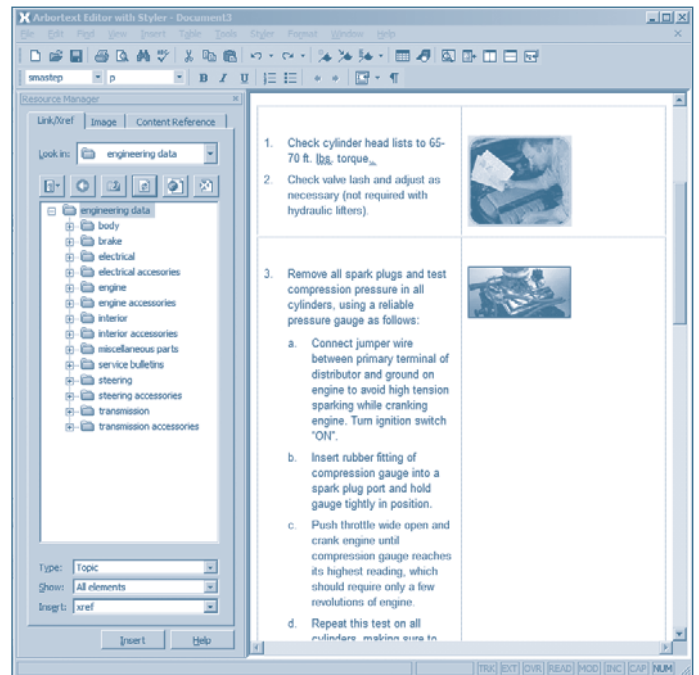 Arbortext Editor with Styler - Document3
File Edit Find View Insert Table Tools Styler Format Window Help
smastep p B I U
Resource Manager
Link/Xref Image Content Reference
Look in: engineering data
engineering data
body
brake
electrical
electrical accesories
engine
engine accessories
interior
interior accessories
miscellaneous parts
service bulletins
steering
steering accessories
transmission
transmission accessories
Type: Topic
Show: All elements
Insert: xref
Insert Help
1. Check cylinder head lists to 65-
70 ft. lbs. torque.
2. Check valve lash and adjust as
necessary (not required with
hydraulic lifters).
3. Remove all spark plugs and test
compression pressure in all
cylinders, using a reliable
pressure gauge as follows:
a. Connect jumper wire
between primary terminal of
distributor and ground on
engine to avoid high tension
sparking while cranking
engine. Turn ignition switch
"ON".
b. Insert rubber fitting of
compression gauge into a
spark plug port and hold
gauge tightly in position.
c. Push throttle wide open and
crank engine until
compression gauge reaches
its highest reading, which
should require only a few
revolutions of engine.
d. Repeat this test on all
cylinders, making sure to
TRK EXT OVR READ MOD INC CAP NUM